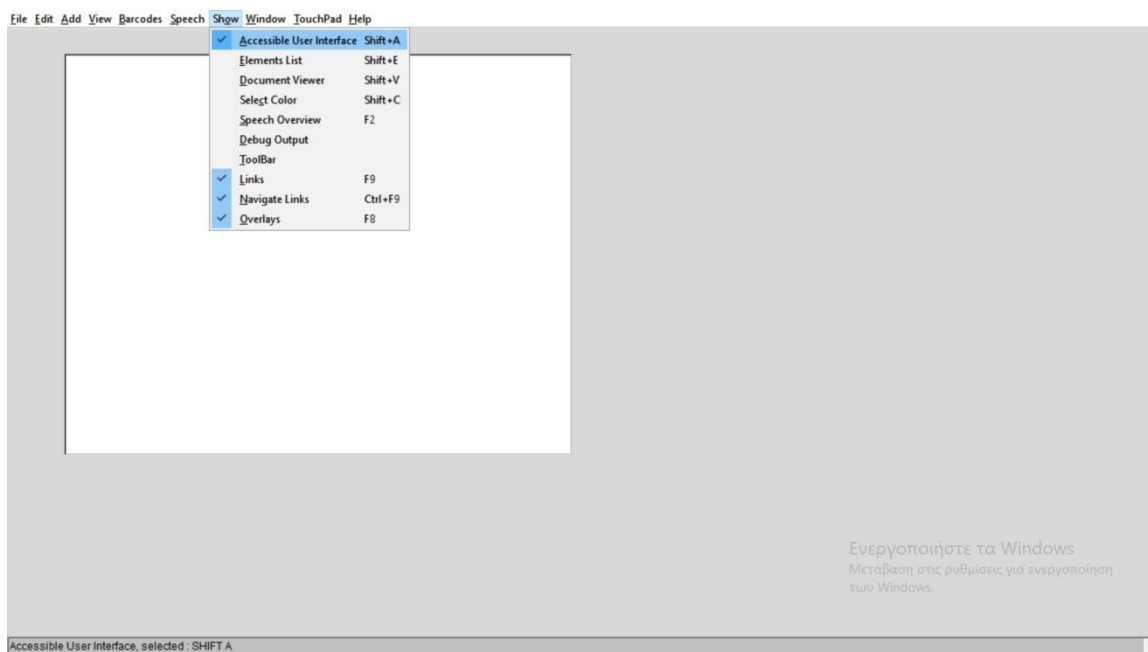 File Edit Add View Barcodes Speech Show Window TouchPad Help
Accessible User Interface Shift+A
Elements List Shift+E
Document Viewer Shift+V
Select Color Shift+C
Speech Overview F2
Debug Output
ToolBar
Links F9
Navigate Links Ctrl+F9
Overlays F8
Ενεργοποιήστε τα Windows
Μετάβαση στις ρυθμίσεις για ενεργοποίηση
των Windows.
Accessible User Interface, selected : SHIFT A